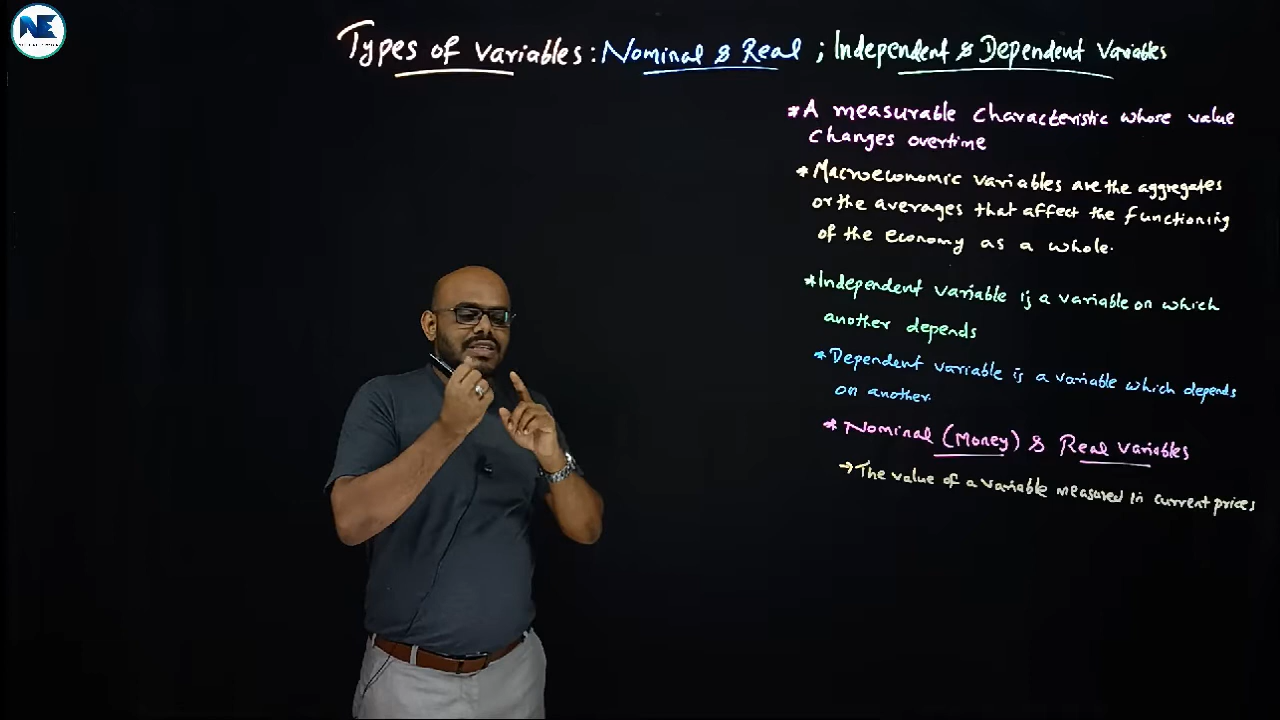 NE
Types of variables : Nominal & Real ; Independent & Dependent Variables
* A measurable characteristic whose value
changes overtime
* Macroeconomic variables are the aggregates
or the averages that affect the functioning
of the economy as a whole.
* Independent variable is a variable on which
another depends
* Dependent variable is a variable which depends
on another.
* Nominal (Money) & Real variables
→ The value of a variable measured in current prices